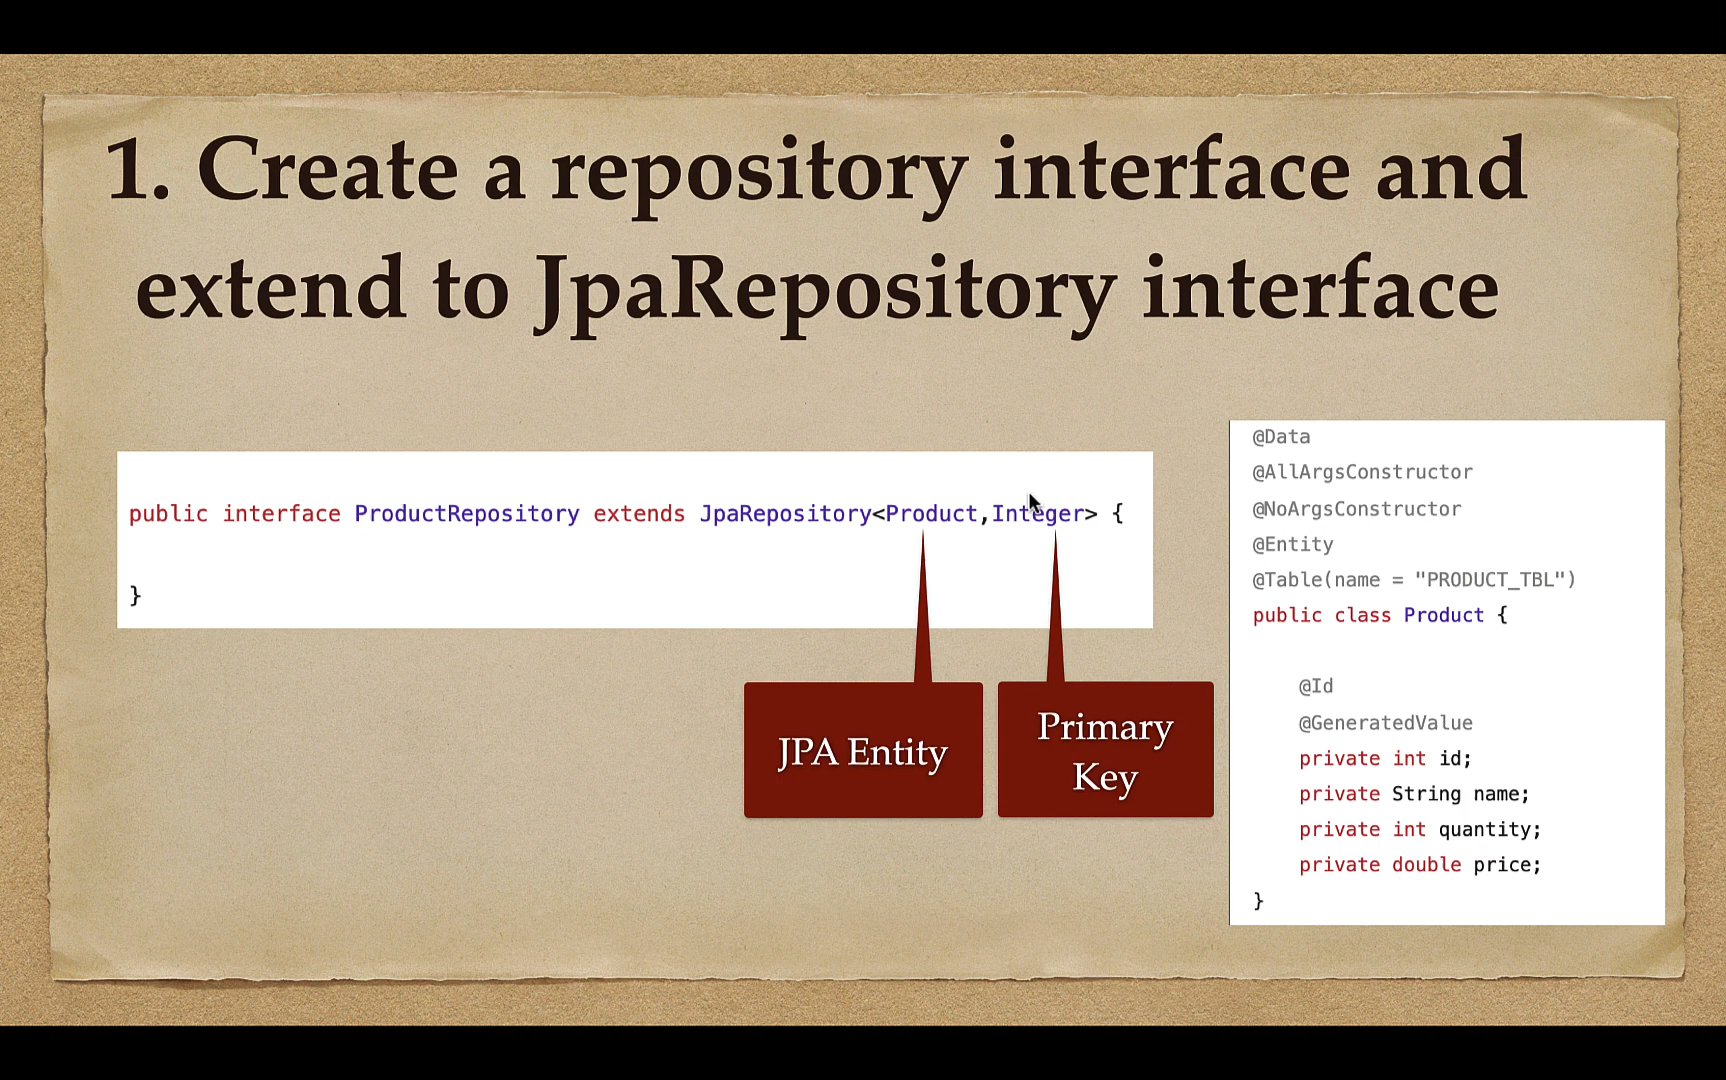 1. Create a repository interface and
extend to JpaRepository interface
public interface ProductRepository extends JpaRepository<Product,Integer> {
}
JPA Entity
Primary
Key
@Data
@AllArgsConstructor
@NoArgsConstructor
@Entity
@Table(name = "PRODUCT_TBL")
public class Product {
@Id
@GeneratedValue
private int id;
private String name;
private int quantity;
private double price;
}